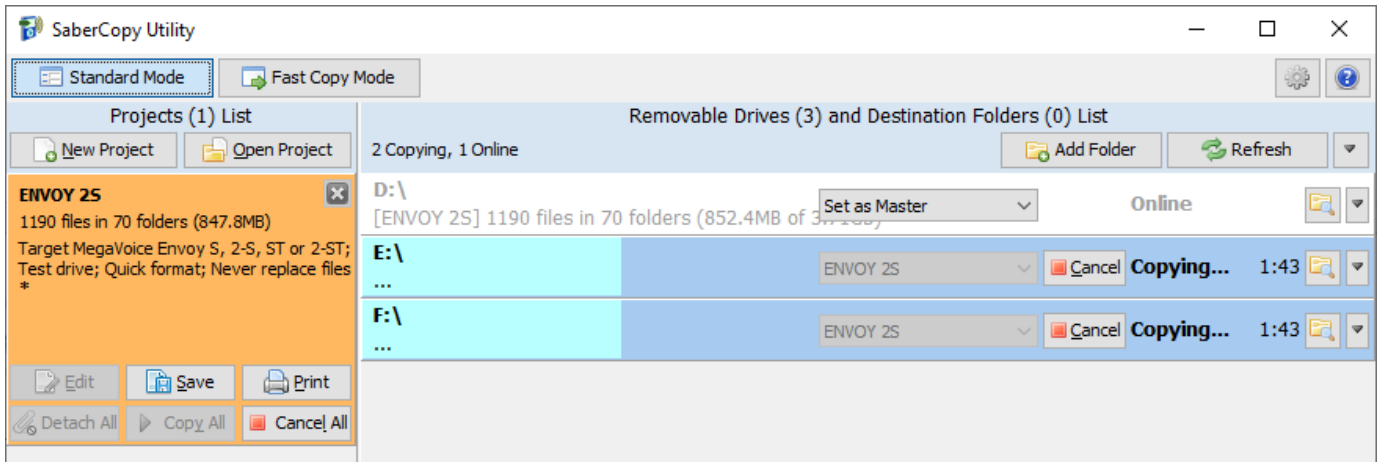 SaberCopy Utility
Standard Mode
Fast Copy Mode
Projects (1) List
New Project
Open Project
ENVOY 2S
1190 files in 70 folders (847.8MB)
Target MegaVoice Envoy S, 2-S, ST or 2-ST;
Test drive; Quick format; Never replace files
*
Edit
Save
Print
Detach All
Copy All
Cancel All
Removable Drives (3) and Destination Folders (0) List
2 Copying, 1 Online
Add Folder
Refresh
D:\
[ENVOY 2S] 1190 files in 70 folders (852.4MB of 3.71GB)
Set as Master
Online
E:\
...
ENVOY 2S
Cancel
Copying...
1:43
F:\
...
ENVOY 2S
Cancel
Copying...
1:43